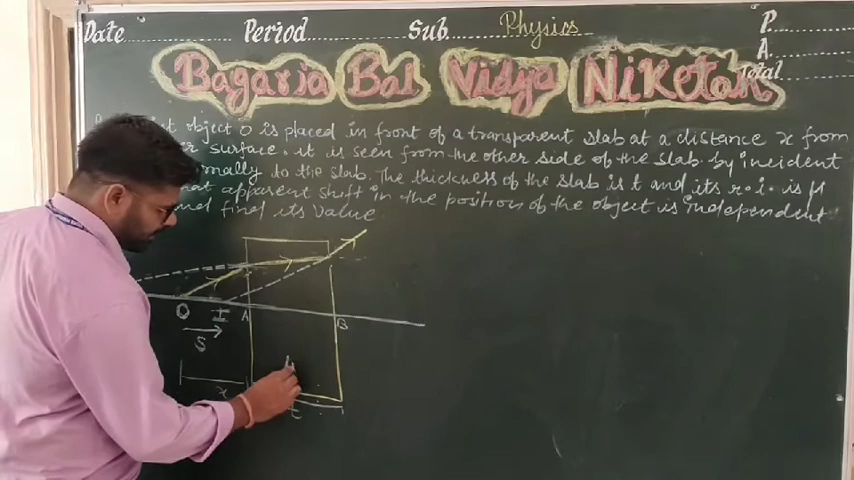 Date Period Sub Physics P
A
Total
Bagaria Bal Vidya Niketan
object O is placed in front of a transparent slab at a distance x from
surface. it is seen from the other side of the slab by incident
normally to the slab. The thickness of the slab is t and its r.i. is μ
apparent shift in the position of the object is independent of
and find its value
O I A B
S
x t